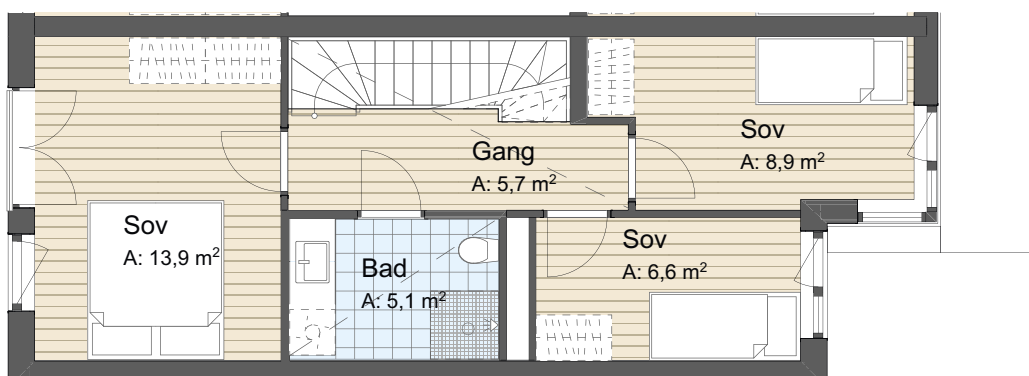 Sov
A: 13,9 m²
Gang
A: 5,7 m²
Sov
A: 8,9 m²
Bad
A: 5,1 m²
Sov
A: 6,6 m²